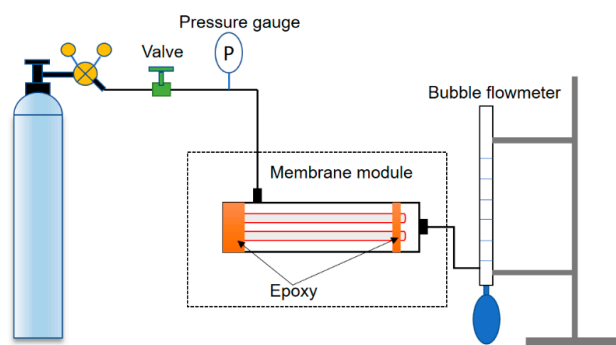 Pressure gauge
Valve
P
Bubble flowmeter
Membrane module
Epoxy